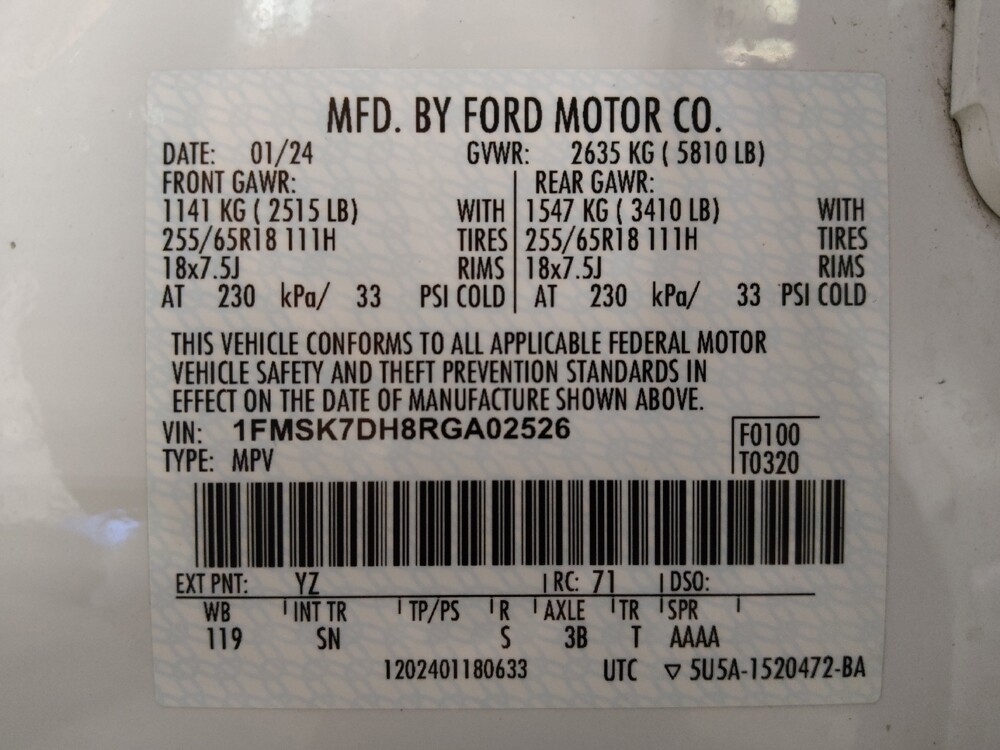 MFD. BY FORD MOTOR CO.
DATE: 01/24 GVWR: 2635 KG ( 5810 LB)
FRONT GAWR: REAR GAWR:
1141 KG ( 2515 LB) WITH 1547 KG ( 3410 LB) WITH
255/65R18 111H TIRES 255/65R18 111H TIRES
18x7.5J RIMS 18x7.5J RIMS
AT 230 kPa/ 33 PSI COLD AT 230 kPa/ 33 PSI COLD
THIS VEHICLE CONFORMS TO ALL APPLICABLE FEDERAL MOTOR
VEHICLE SAFETY AND THEFT PREVENTION STANDARDS IN
EFFECT ON THE DATE OF MANUFACTURE SHOWN ABOVE.
VIN: 1FMSK7DH8RGA02526 F0100
TYPE: MPV T0320
EXT PNT: YZ RC: 71 DSO:
WB INT TR TP/PS R AXLE TR SPR
119 SN S 3B T AAAA
1202401180633 UTC ▽ 5U5A-1520472-BA